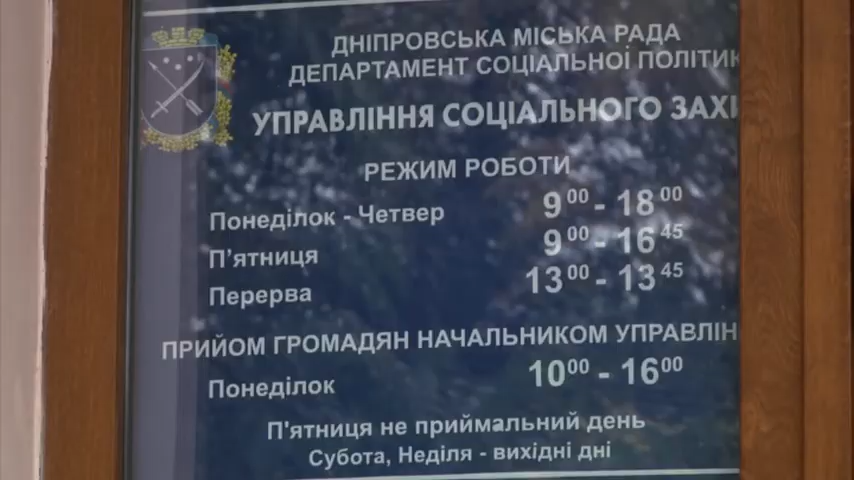 ДНІПРОВСЬКА МІСЬКА РАДА
ДЕПАРТАМЕНТ СОЦІАЛЬНОЇ ПОЛІТИК
УПРАВЛІННЯ СОЦІАЛЬНОГО ЗАХИ
РЕЖИМ РОБОТИ
Понеділок - Четвер 9⁰⁰ - 18⁰⁰
П'ятниця 9⁰⁰ - 16⁴⁵
Перерва 13⁰⁰ - 13⁴⁵
ПРИЙОМ ГРОМАДЯН НАЧАЛЬНИКОМ УПРАВЛІН
Понеділок 10⁰⁰ - 16⁰⁰
П'ятниця не приймальний день
Субота, Неділя - вихідні дні